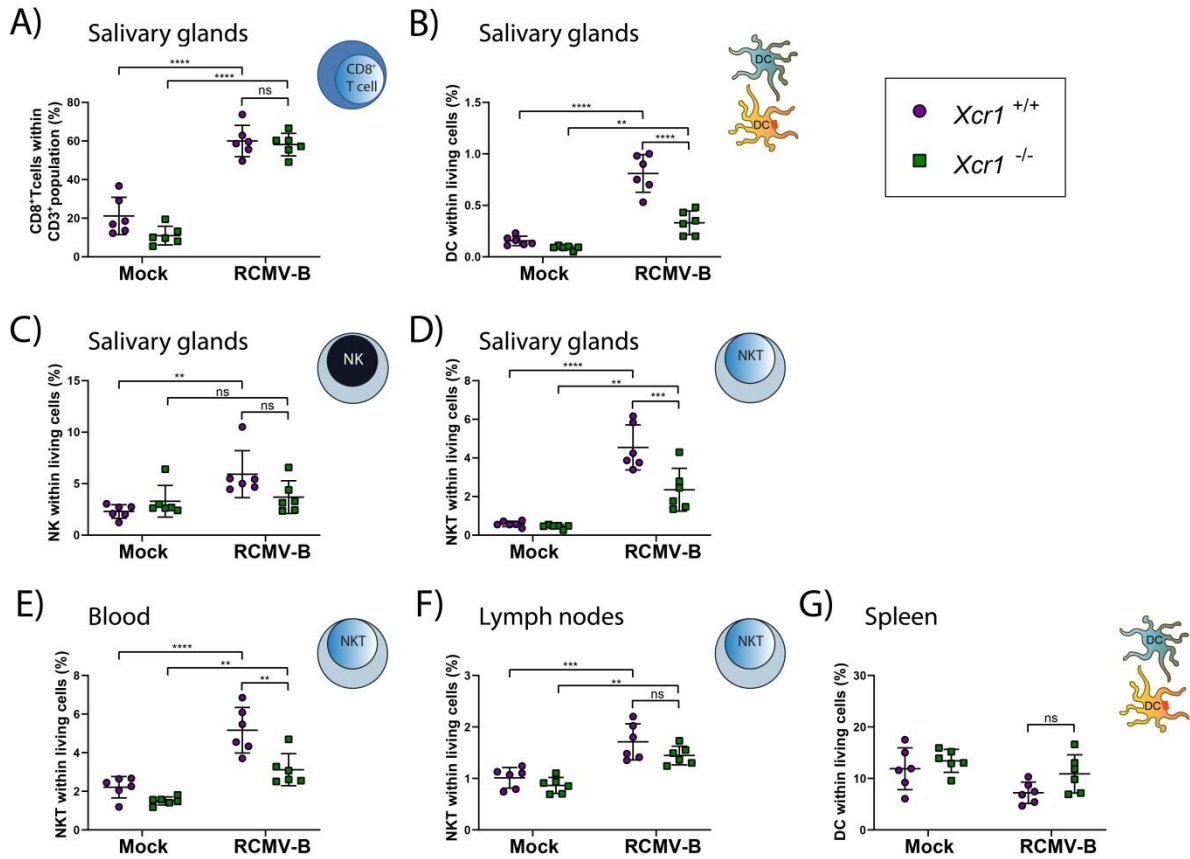 A) Salivary glands
CD8⁺
T cell
****
****
ns
CD8⁺Tcells within
CD3⁺population (%)
80
60
40
20
0
Mock RCMV-B
B) Salivary glands
DC
DC
****
**
****
DC within living cells (%)
1.5
1.0
0.5
0.0
Mock RCMV-B
Xcr1 +/+
Xcr1 -/-
C) Salivary glands
NK
**
ns
ns
NK within living cells (%)
15
10
5
0
Mock RCMV-B
D) Salivary glands
NKT
****
**
***
NKT within living cells (%)
8
6
4
2
0
Mock RCMV-B
E) Blood
NKT
****
**
**
NKT within living cells (%)
8
6
4
2
0
Mock RCMV-B
F) Lymph nodes
NKT
***
**
ns
NKT within living cells (%)
3
2
1
0
Mock RCMV-B
G) Spleen
DC
DC
ns
DC within living cells (%)
30
20
10
0
Mock RCMV-B